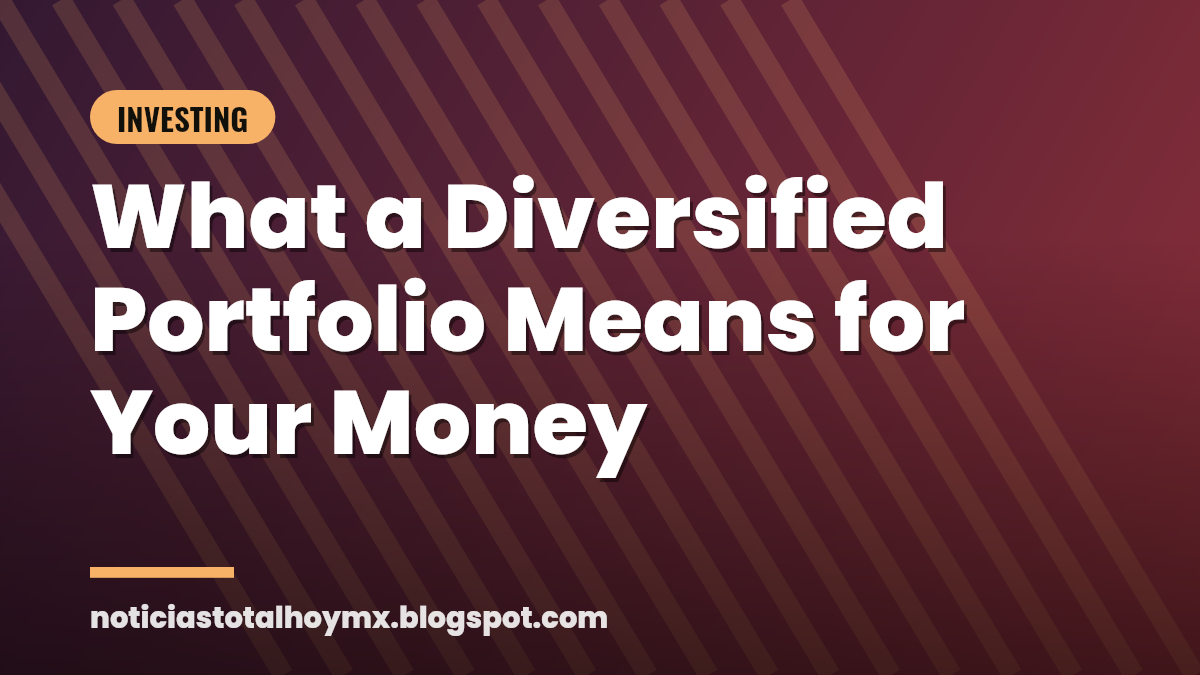 INVESTING
What a Diversified
Portfolio Means for
Your Money
noticiastotalhoymx.blogspot.com